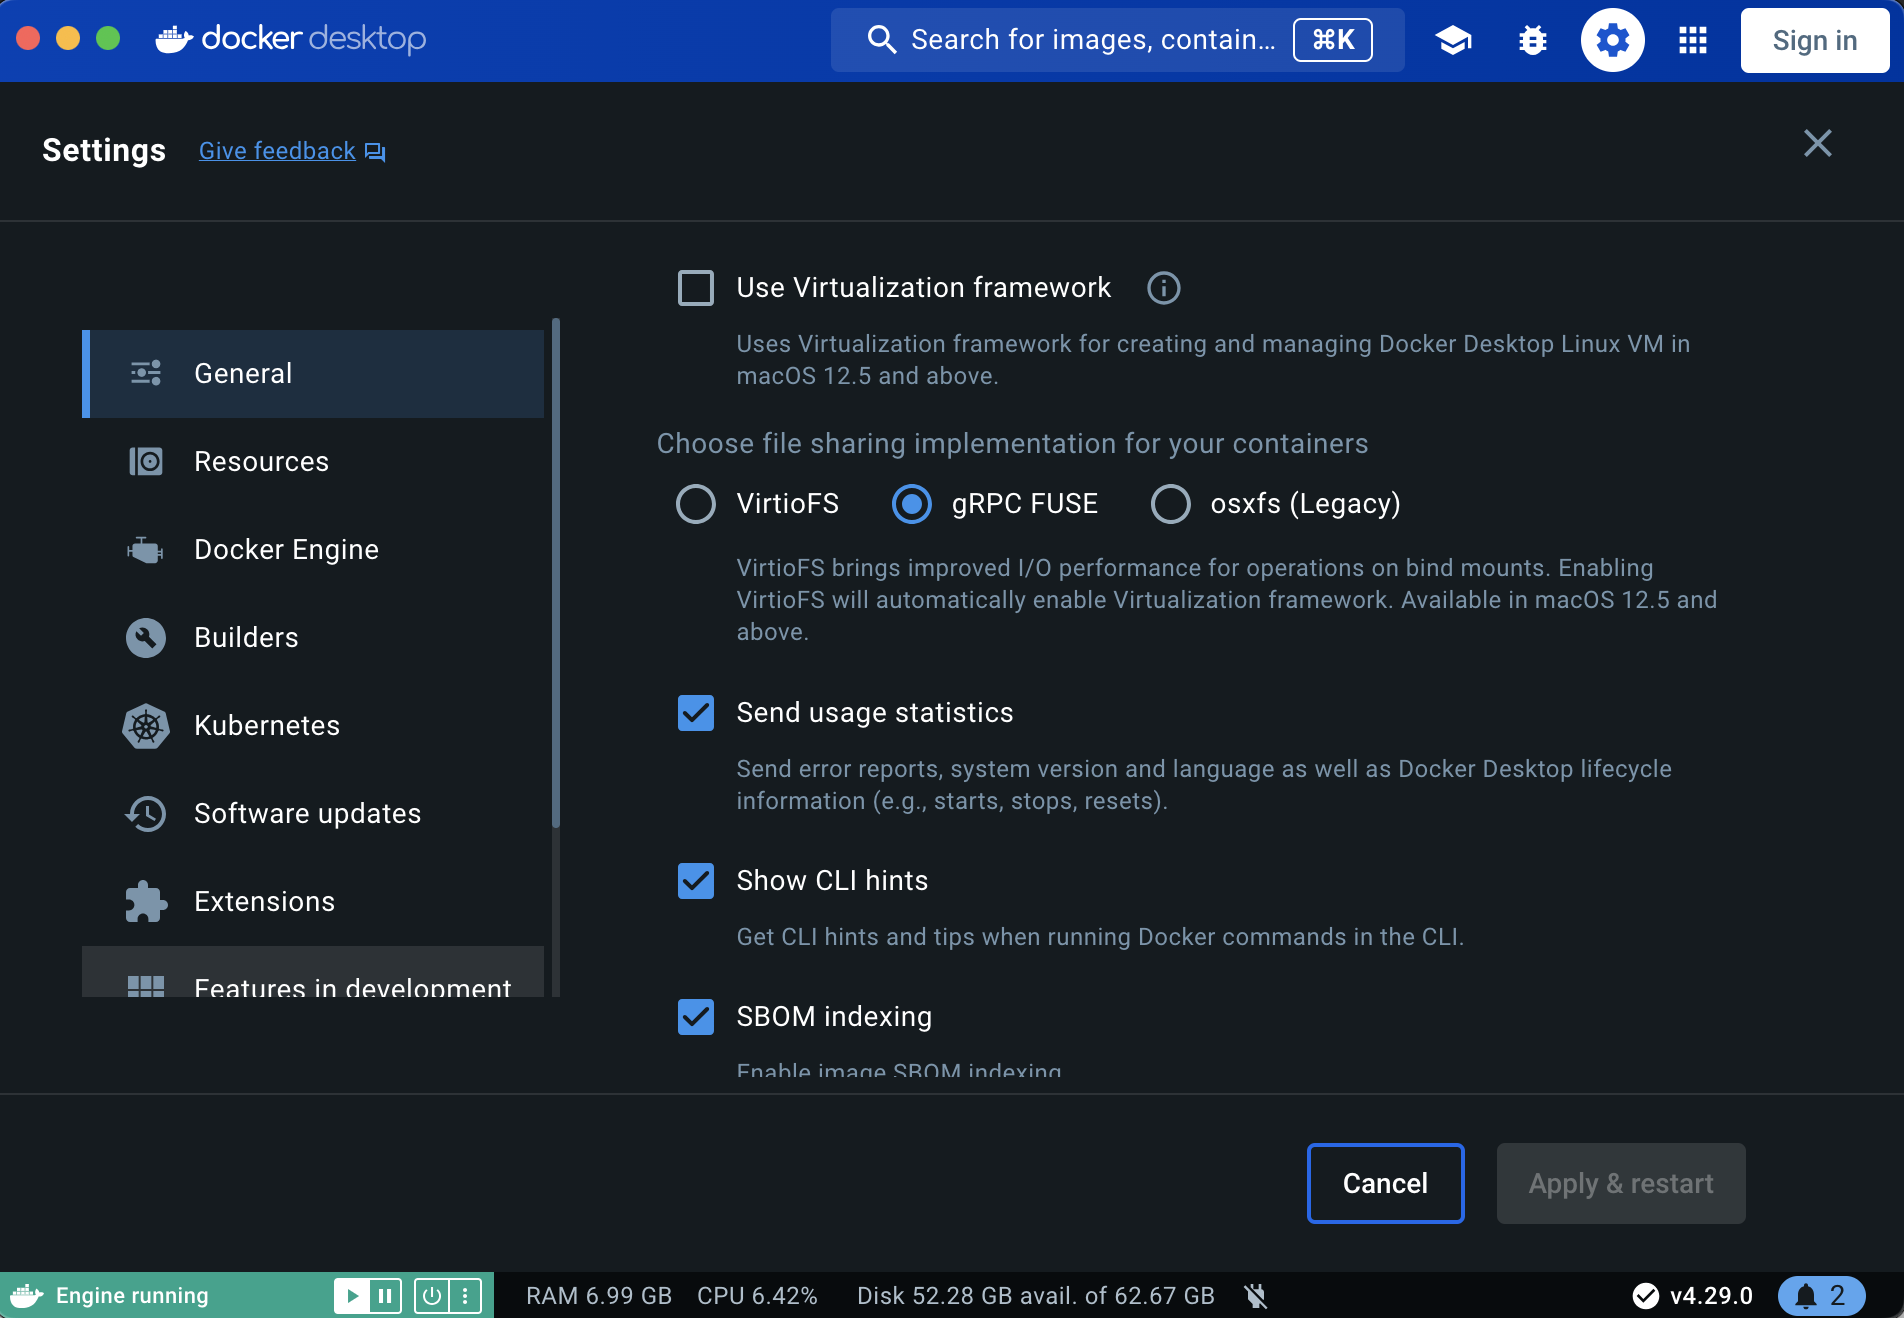 docker desktop
Search for images, contain...
⌘K
Sign in
Settings
Give feedback
General
Resources
Docker Engine
Builders
Kubernetes
Software updates
Extensions
Features in development
Use Virtualization framework
Uses Virtualization framework for creating and managing Docker Desktop Linux VM in
macOS 12.5 and above.
Choose file sharing implementation for your containers
VirtioFS
gRPC FUSE
osxfs (Legacy)
VirtioFS brings improved I/O performance for operations on bind mounts. Enabling
VirtioFS will automatically enable Virtualization framework. Available in macOS 12.5 and
above.
Send usage statistics
Send error reports, system version and language as well as Docker Desktop lifecycle
information (e.g., starts, stops, resets).
Show CLI hints
Get CLI hints and tips when running Docker commands in the CLI.
SBOM indexing
Enable image SBOM indexing
Cancel
Apply & restart
Engine running
RAM 6.99 GB
CPU 6.42%
Disk 52.28 GB avail. of 62.67 GB
v4.29.0
2